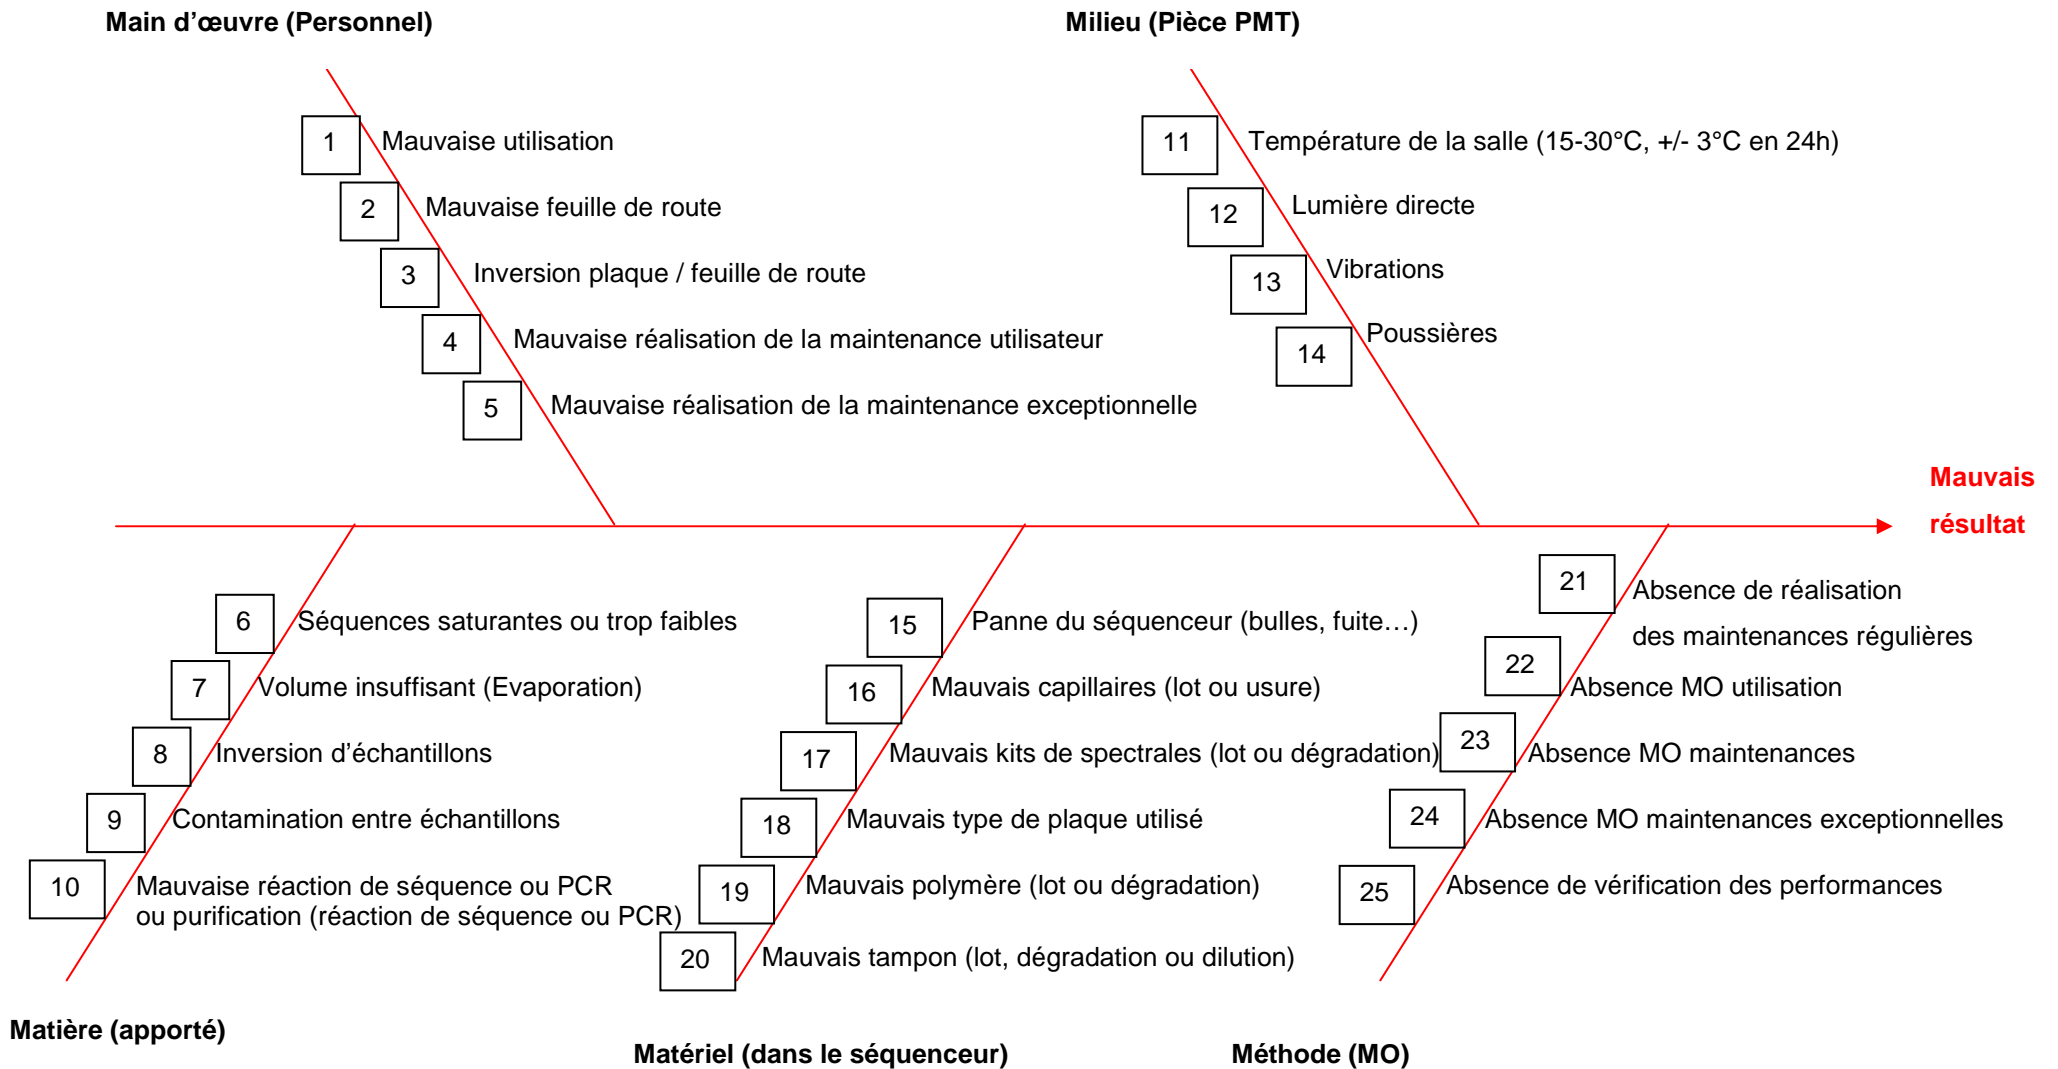 Main d’œuvre (Personnel)
1
Mauvaise utilisation
2
Mauvaise feuille de route
3
Inversion plaque / feuille de route
4
Mauvaise réalisation de la maintenance utilisateur
5
Mauvaise réalisation de la maintenance exceptionnelle
Milieu (Pièce PMT)
11
Température de la salle (15-30°C, +/- 3°C en 24h)
12
Lumière directe
13
Vibrations
14
Poussières
Mauvais
résultat
6
Séquences saturantes ou trop faibles
7
Volume insuffisant (Evaporation)
8
Inversion d’échantillons
9
Contamination entre échantillons
10
Mauvaise réaction de séquence ou PCR
ou purification (réaction de séquence ou PCR)
Matière (apporté)
15
Panne du séquenceur (bulles, fuite…)
16
Mauvais capillaires (lot ou usure)
17
Mauvais kits de spectrales (lot ou dégradation)
18
Mauvais type de plaque utilisé
19
Mauvais polymère (lot ou dégradation)
20
Mauvais tampon (lot, dégradation ou dilution)
Matériel (dans le séquenceur)
21
Absence de réalisation
des maintenances régulières
22
Absence MO utilisation
23
Absence MO maintenances
24
Absence MO maintenances exceptionnelles
25
Absence de vérification des performances
Méthode (MO)